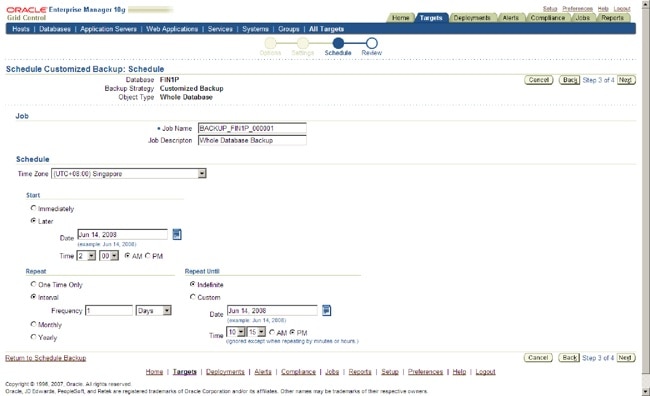 ORACLE Enterprise Manager 10g
Grid Control
Setup Preferences Help Logout
Home Targets Deployments Alerts Compliance Jobs Reports
Hosts | Databases | Application Servers | Web Applications | Services | Systems | Groups | All Targets
Options Settings Schedule Review
Schedule Customized Backup: Schedule
Database FIN1P
Backup Strategy Customized Backup
Object Type Whole Database
Cancel Back Step 3 of 4 Next
Job
* Job Name BACKUP_FIN1P_000001
Job Description Whole Database Backup
Schedule
Time Zone (UTC+08:00) Singapore
Start
Immediately
Later
Date Jun 14, 2008
(example: Jun 14, 2008)
Time 2 00 AM PM
Repeat
One Time Only
Interval
Frequency 1 Days
Monthly
Yearly
Repeat Until
Indefinite
Custom
Date Jun 14, 2008
(example: Jun 14, 2008)
Time 10 15 AM PM
(ignored except when repeating by minutes or hours.)
Return to Schedule Backup
Cancel Back Step 3 of 4 Next
Home | Targets | Deployments | Alerts | Compliance | Jobs | Reports | Setup | Preferences | Help | Logout
Copyright © 1996, 2007, Oracle. All rights reserved.
Oracle, JD Edwards, PeopleSoft, and Retek are registered trademarks of Oracle Corporation and/or its affiliates. Other names may be trademarks of their respective owners.